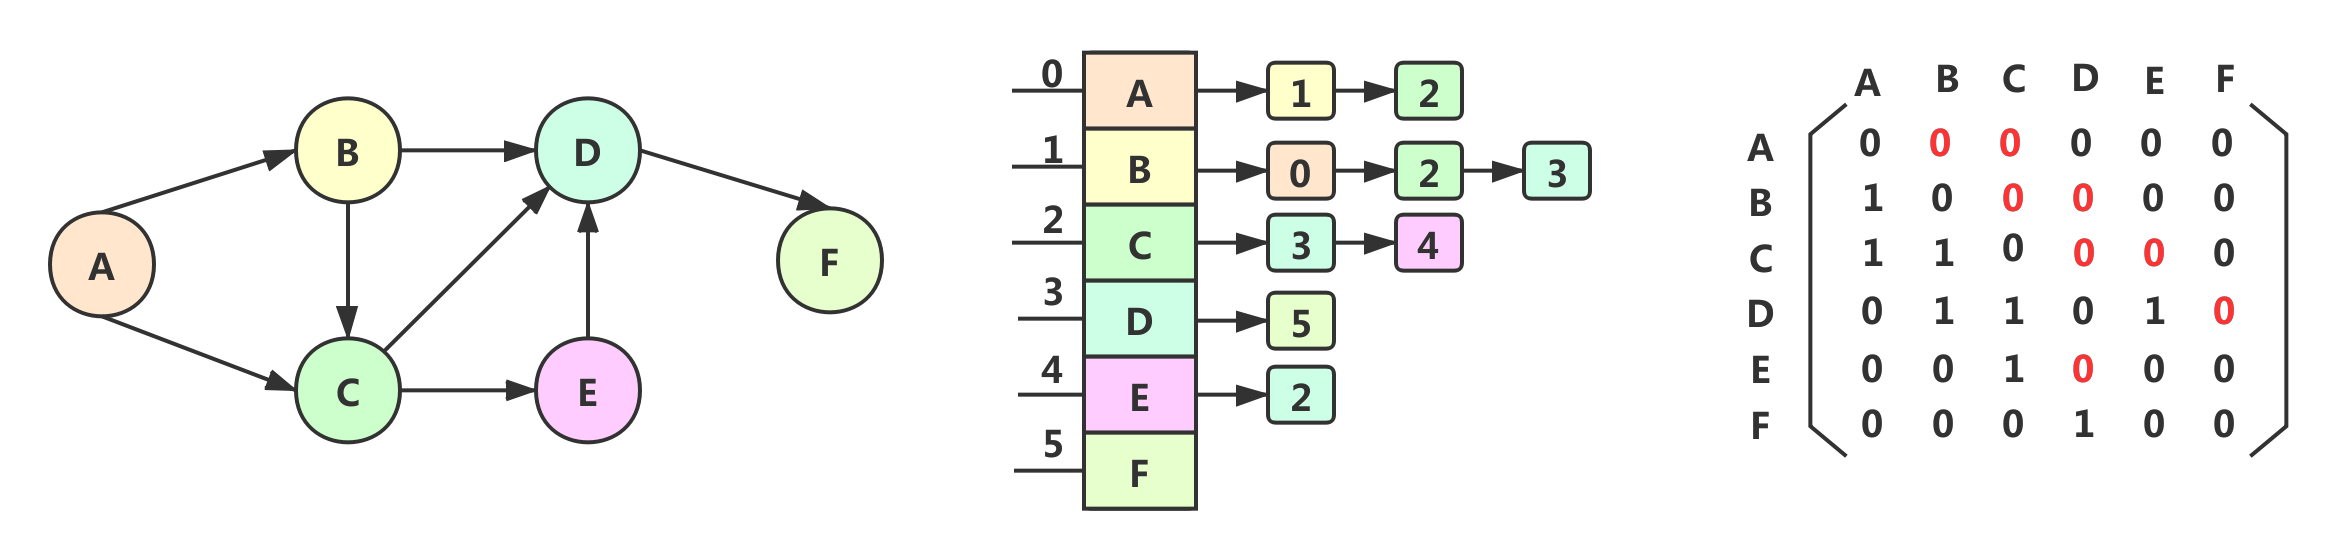 A
B
C
D
E
F
0 A 1 2
1 B 0 2 3
2 C 3 4
3 D 5
4 E 2
5 F
A B C D E F
A 0 0 0 0 0 0
B 1 0 0 0 0 0
C 1 1 0 0 0 0
D 0 1 1 0 1 0
E 0 0 1 0 0 0
F 0 0 0 1 0 0